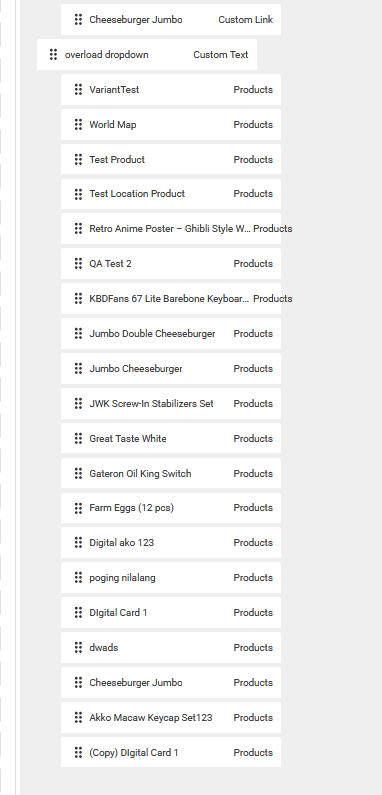 Cheeseburger Jumbo Custom Link
overload dropdown Custom Text
VariantTest Products
World Map Products
Test Product Products
Test Location Product Products
Retro Anime Poster – Ghibli Style W... Products
QA Test 2 Products
KBDFans 67 Lite Barebone Keyboar... Products
Jumbo Double Cheeseburger Products
Jumbo Cheeseburger Products
JWK Screw-In Stabilizers Set Products
Great Taste White Products
Gateron Oil King Switch Products
Farm Eggs (12 pcs) Products
Digital ako 123 Products
poging nilalang Products
DIgital Card 1 Products
dwads Products
Cheeseburger Jumbo Products
Akko Macaw Keycap Set123 Products
(Copy) DIgital Card 1 Products